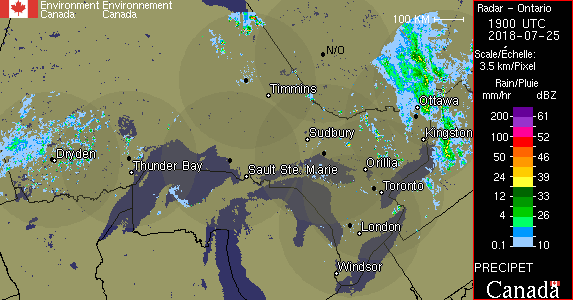 Environment Environnement
Canada Canada
100 KM
N/O
Timmins
Ottawa
Sudbury
Kingston
Dryden
Thunder Bay
Sault Ste. Marie
Orillia
Toronto
London
Windsor
Radar - Ontario
1900 UTC
2018-07-25
Scale/Échelle:
3.5 km/Pixel
Rain/Pluie
mm/hr dBZ
200 61
100 52
50 46
24 39
12 33
4 26
0.1 10
PRECIPET
Canada